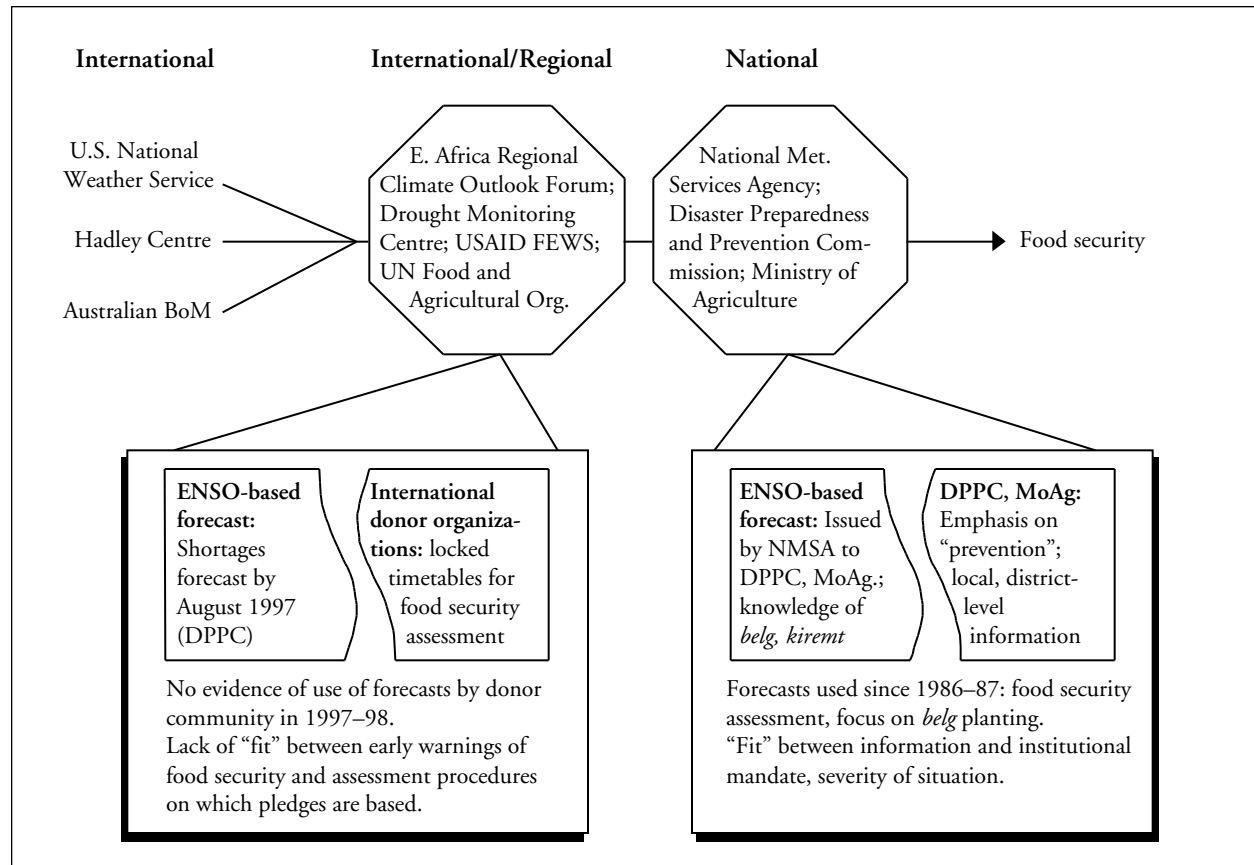 International
International/Regional
National
U.S. National
Weather Service
Hadley Centre
Australian BoM
E. Africa Regional
Climate Outlook Forum;
Drought Monitoring
Centre; USAID FEWS;
UN Food and
Agricultural Org.
National Met.
Services Agency;
Disaster Preparedness
and Prevention Com-
mission; Ministry of
Agriculture
Food security
ENSO-based
forecast:
Shortages
forecast by
August 1997
(DPPC)
International
donor organiza-
tions: locked
timetables for
food security
assessment
No evidence of use of forecasts by donor
community in 1997–98.
Lack of “fit” between early warnings of
food security and assessment procedures
on which pledges are based.
ENSO-based
forecast: Issued
by NMSA to
DPPC, MoAg.;
knowledge of
belg, kiremt
DPPC, MoAg:
Emphasis on
“prevention”;
local, district-
level
information
Forecasts used since 1986–87: food security
assessment, focus on belg planting.
“Fit” between information and institutional
mandate, severity of situation.